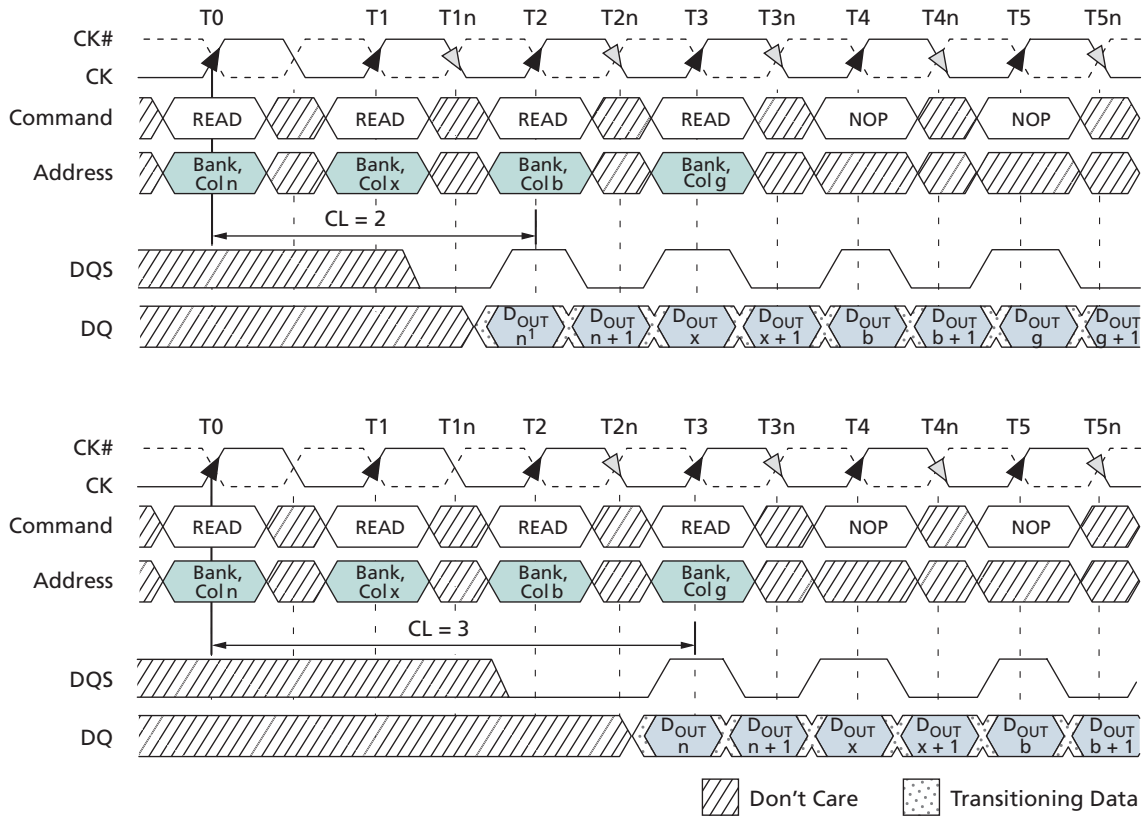 T0 T1 T1n T2 T2n T3 T3n T4 T4n T5 T5n
CK#
CK
Command READ READ READ READ NOP NOP
Address Bank, Col n Bank, Col x Bank, Col b Bank, Col g
CL = 2
DQS
DQ DOUT n1 DOUT n + 1 DOUT x DOUT x + 1 DOUT b DOUT b + 1 DOUT g DOUT g + 1
T0 T1 T1n T2 T2n T3 T3n T4 T4n T5 T5n
CK#
CK
Command READ READ READ READ NOP NOP
Address Bank, Col n Bank, Col x Bank, Col b Bank, Col g
CL = 3
DQS
DQ DOUT n DOUT n + 1 DOUT x DOUT x + 1 DOUT b DOUT b + 1
Don't Care Transitioning Data